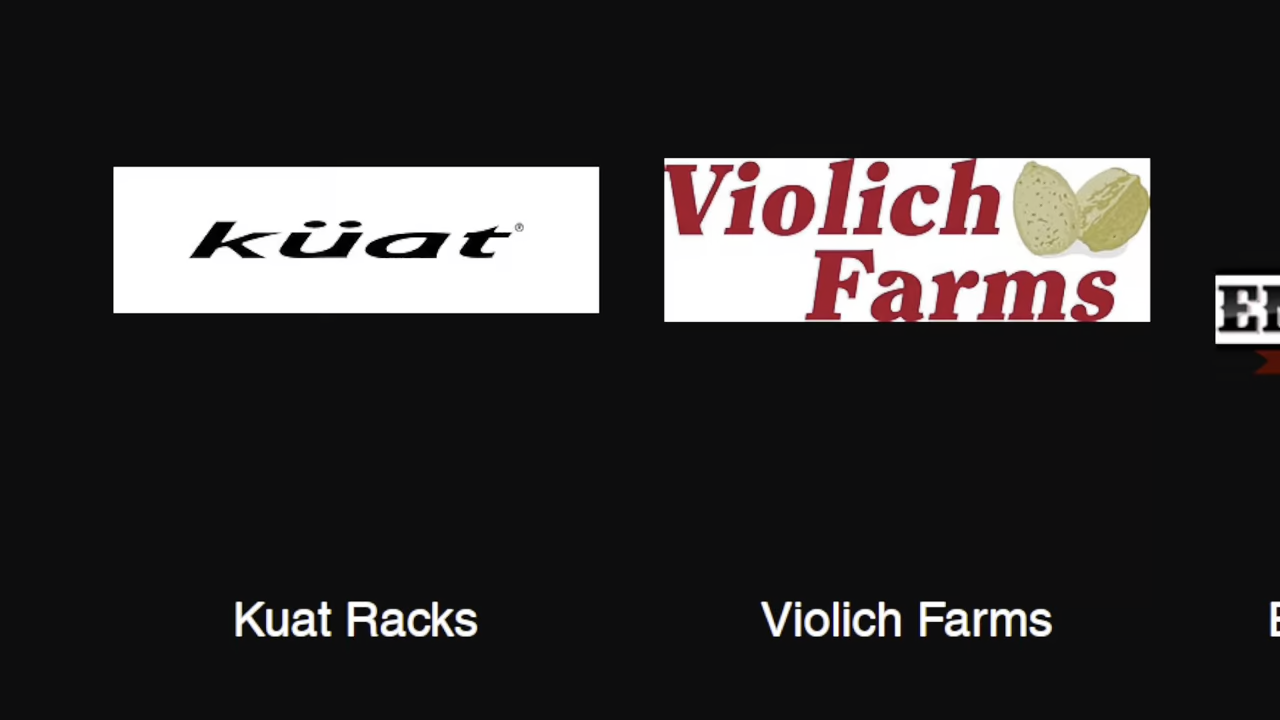 küat®
Violich
Farms
Kuat Racks
Violich Farms